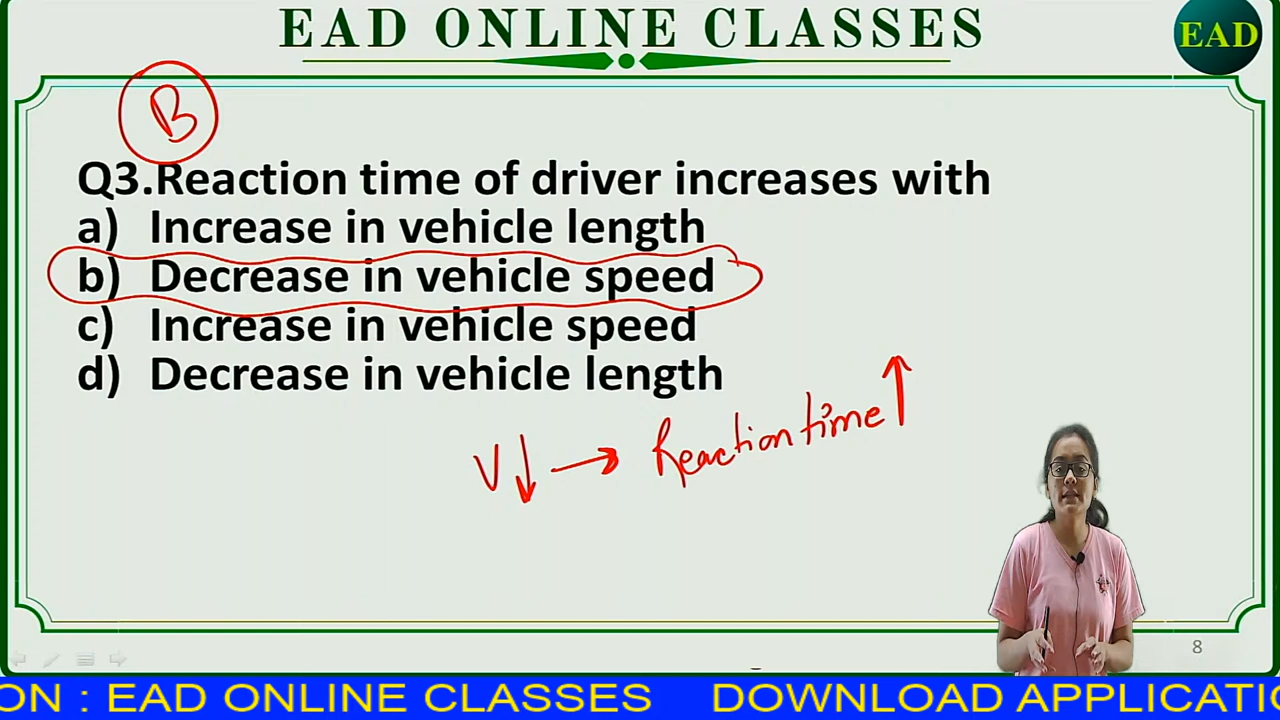 EAD ONLINE CLASSES
EAD
B
Q3.Reaction time of driver increases with
a) Increase in vehicle length
b) Decrease in vehicle speed
c) Increase in vehicle speed
d) Decrease in vehicle length
V↓ → Reaction time ↑
8
ON : EAD ONLINE CLASSES DOWNLOAD APPLICATIO